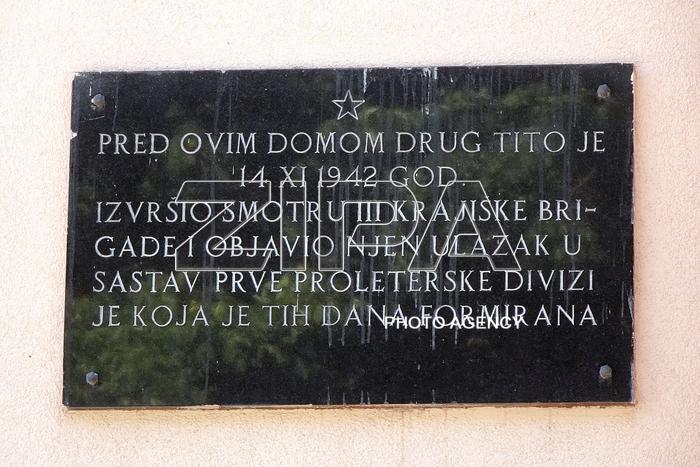 PRED OVIM DOMOM DRUG TITO JE
14. XI 1942 GOD.
IZVRŠIO SMOTRU III KRAJIŠKE BRI-
GADE I OBJAVIO NJEN ULAZAK U
SASTAV PRVE PROLETERSKE DIVIZI
JE KOJA JE TIH DANA FORMIRANA
ZIPA
PHOTO AGENCY